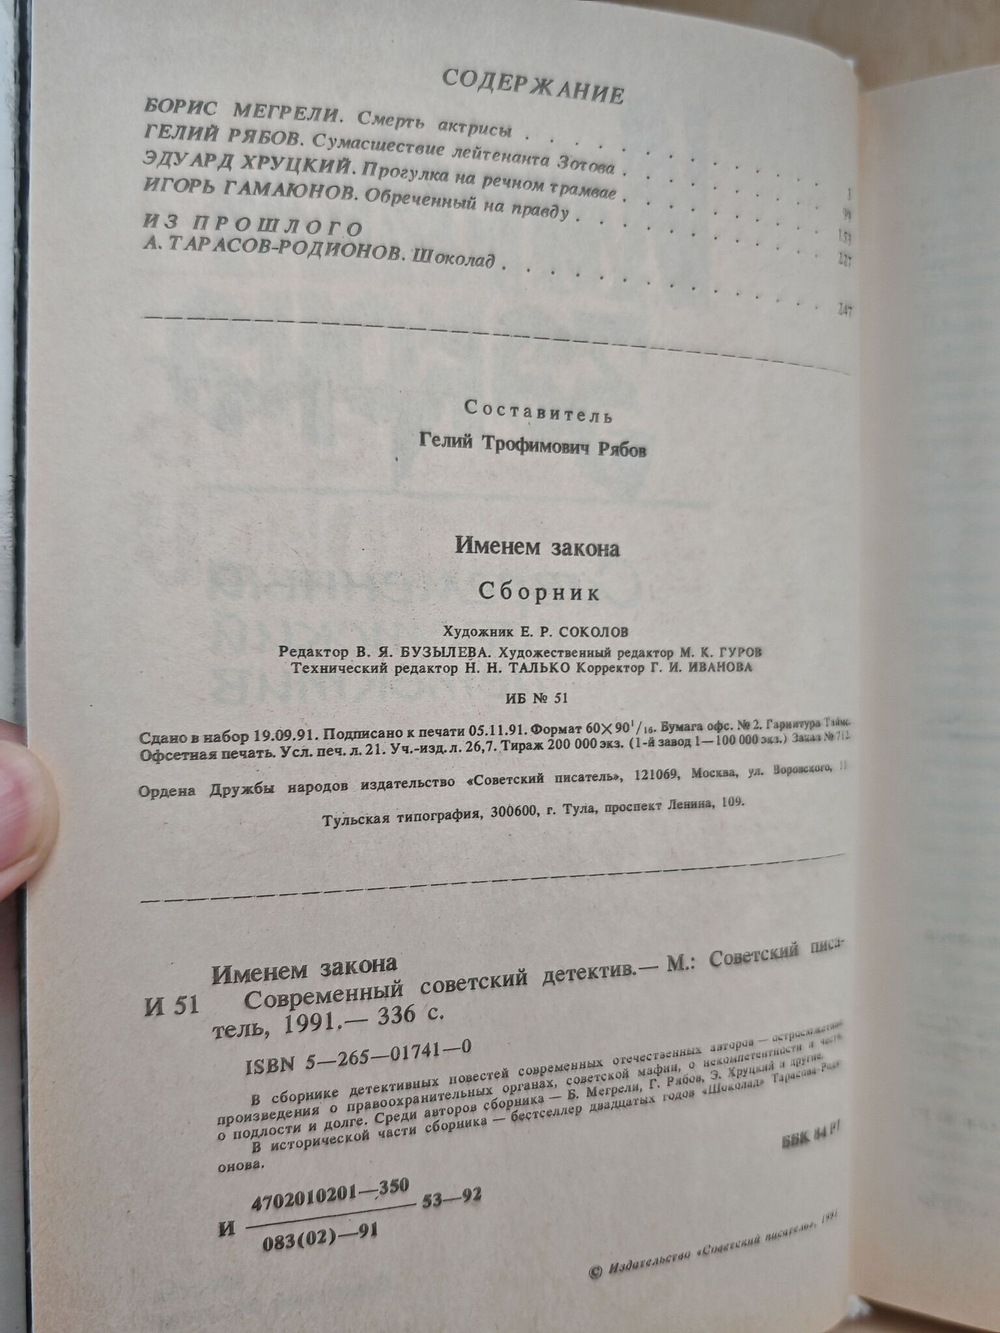 СОДЕРЖАНИЕ
БОРИС МЕГРЕЛИ. Смерть актрисы . . . . . . . . . . .
ГЕЛИЙ РЯБОВ. Сумасшествие лейтенанта Зотова . . . . . . .
ЭДУАРД ХРУЦКИЙ. Прогулка на речном трамвае . . . . . . .
ИГОРЬ ГАМАЮНОВ. Обреченный на правду . . . . . . . . .
ИЗ ПРОШЛОГО
А. ТАРАСОВ-РОДИОНОВ. Шоколад . . . . . . . . . . . . 247
Составитель
Гелий Трофимович Рябов
Именем закона
Сборник
Художник Е. Р. СОКОЛОВ
Редактор В. Я. БУЗЫЛЕВА. Художественный редактор М. К. ГУРОВ
Технический редактор Н. Н. ТАЛЬКО Корректор Г. И. ИВАНОВА
ИБ № 51
Сдано в набор 19.09.91. Подписано к печати 05.11.91. Формат 60×90¹/₁₆. Бумага офс. № 2. Гарнитура Таймс.
Офсетная печать. Усл. печ. л. 21. Уч.-изд. л. 26,7. Тираж 200 000 экз. (1-й завод 1—100 000 экз.) Заказ №
Ордена Дружбы народов издательство «Советский писатель», 121069, Москва, ул. Воровского,
Тульская типография, 300600, г. Тула, проспект Ленина, 109.
Именем закона
И 51 Современный советский детектив.— М.: Советский писа-
тель, 1991.— 336 с.
ISBN 5—265—01741—0
В сборнике детективных повестей современных отечественных авторов — остросюжетные
произведения о правоохранительных органах, советской мафии, о некомпетентности и чести
о подлости и долге. Среди авторов сборника — Б. Мегрели, Г. Рябов, Э. Хруцкий и другие.
В исторической части сборника — бестселлер двадцатых годов «Шоколад» Тарасова-Роди-
онова.
ББК 84
И 4702010201—350 53—92
083(02)—91
© Издательство «Советский писатель», 1991